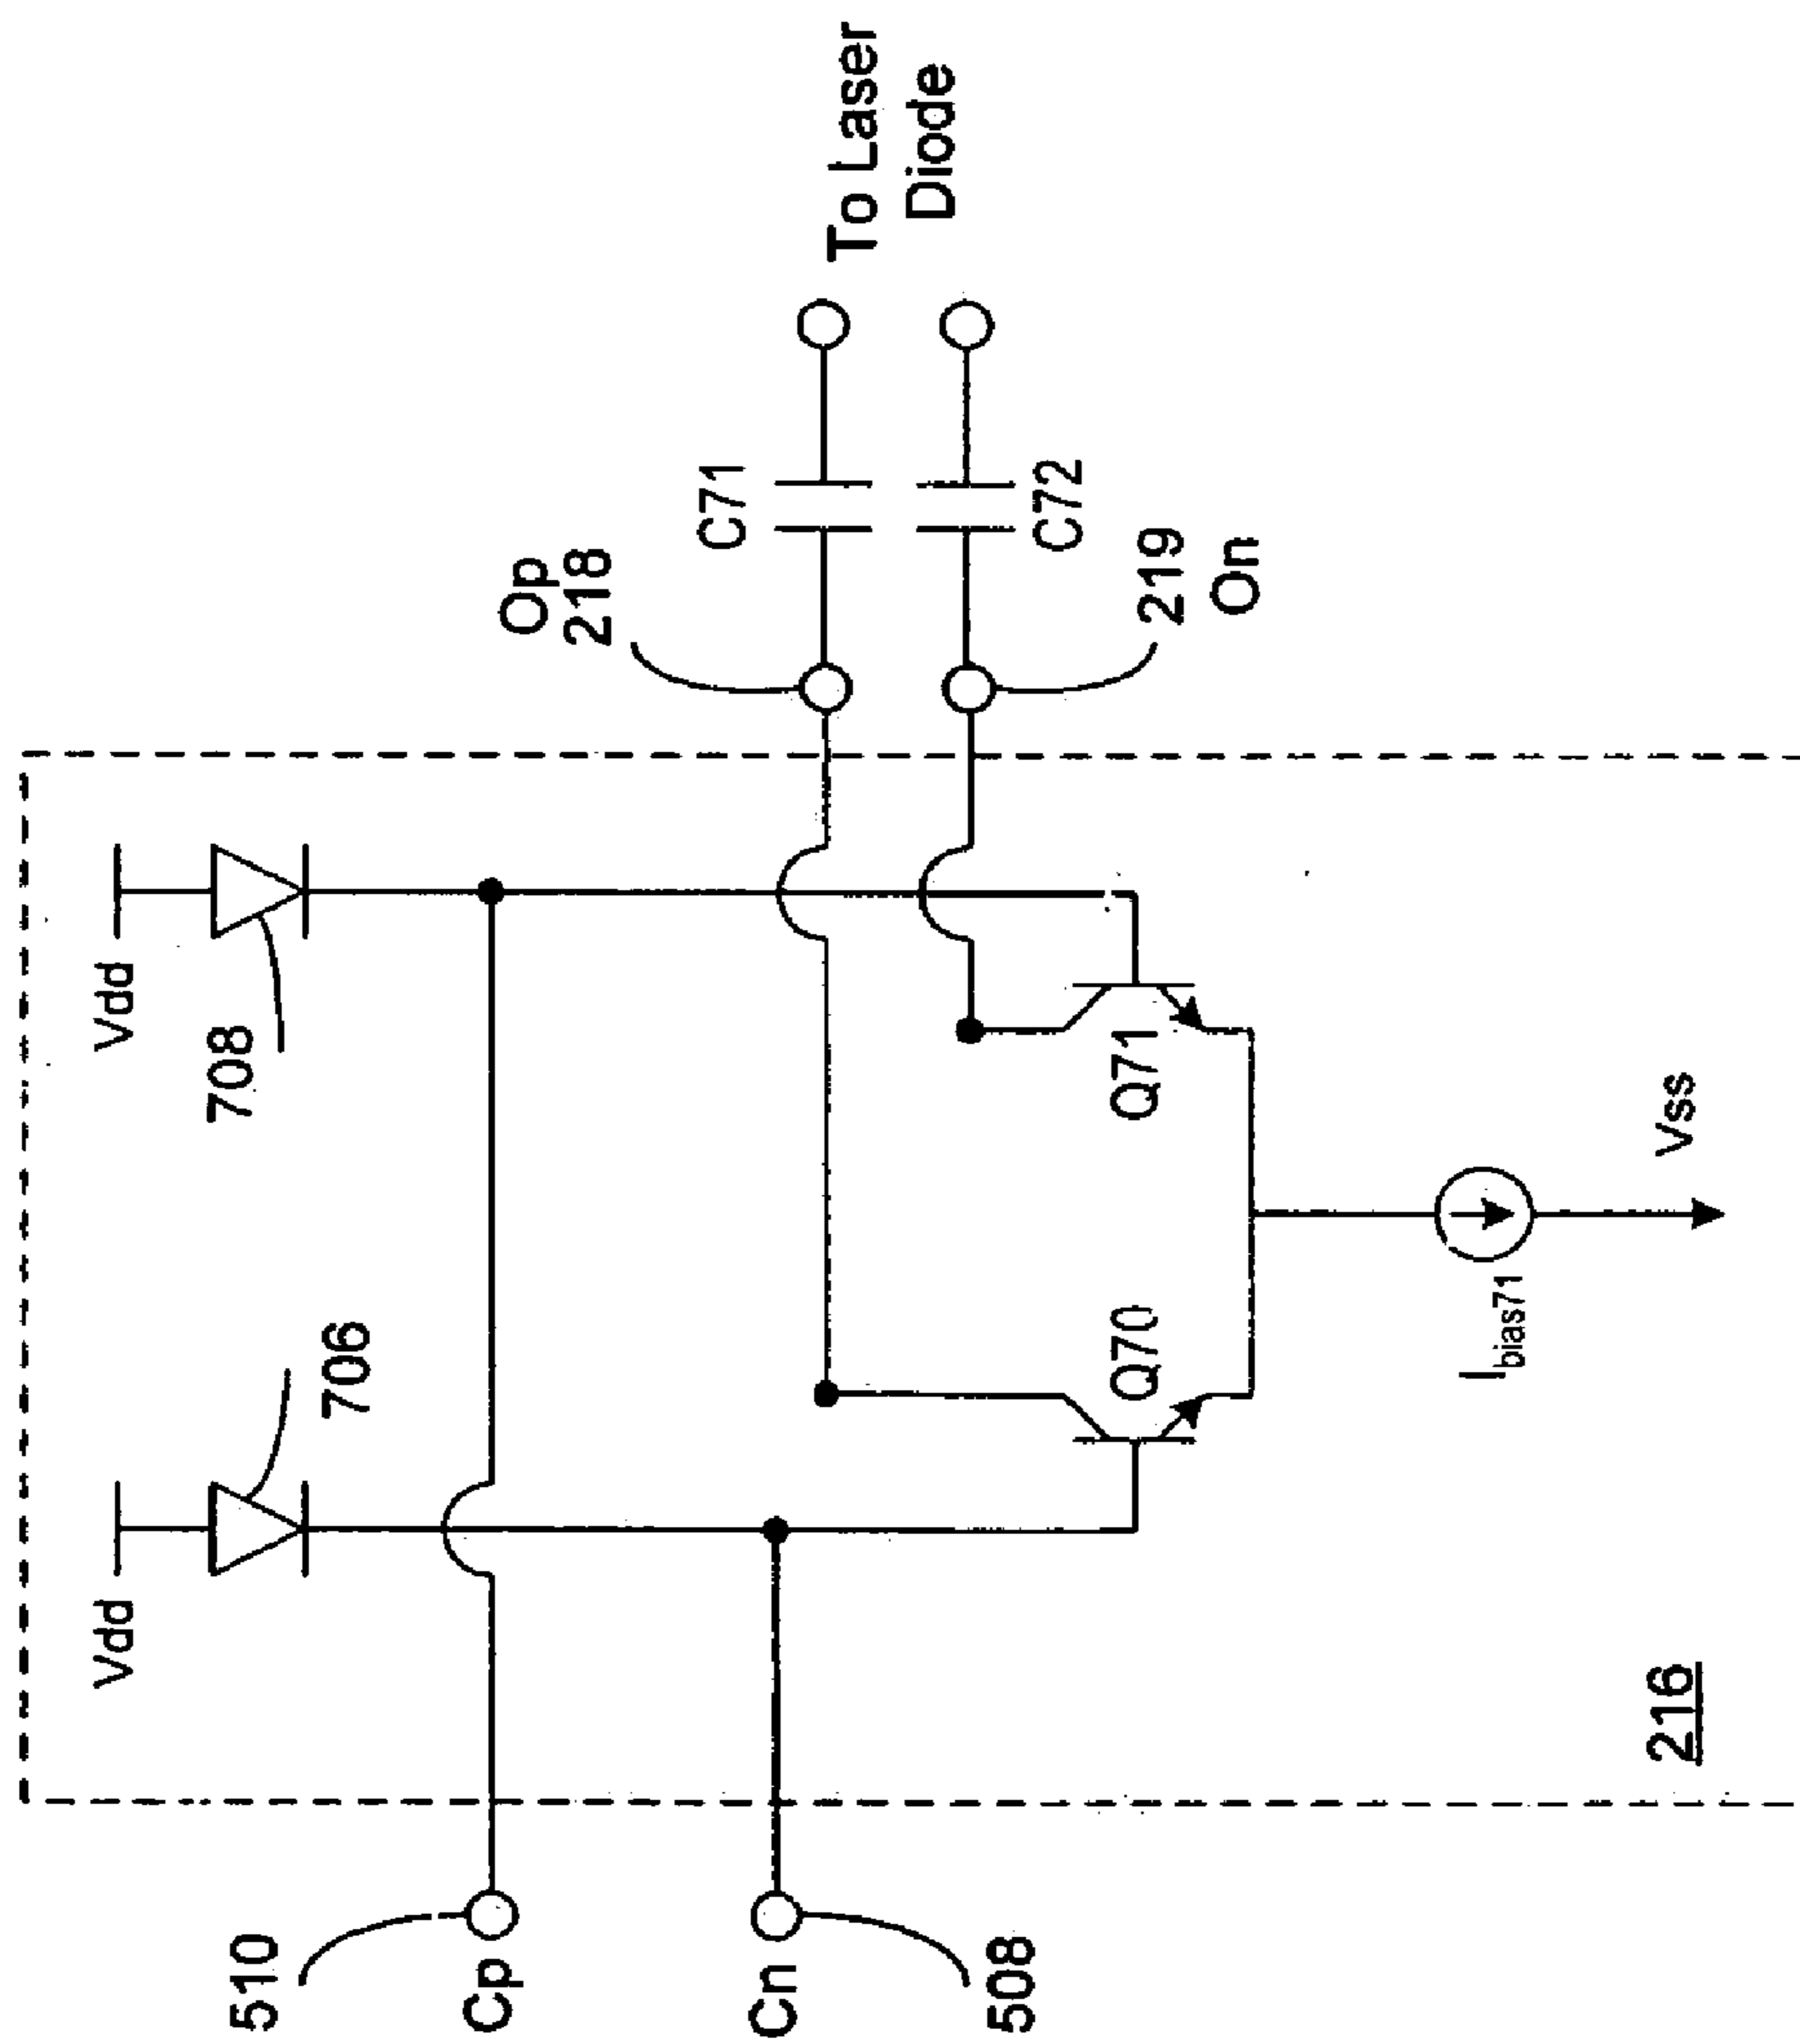 Vdd
706
Vdd
708
510
Cp
Cn
508
Op
218
C71
To Laser
Diode
C72
219
On
Q70
Q71
Ibias71
Vss
216